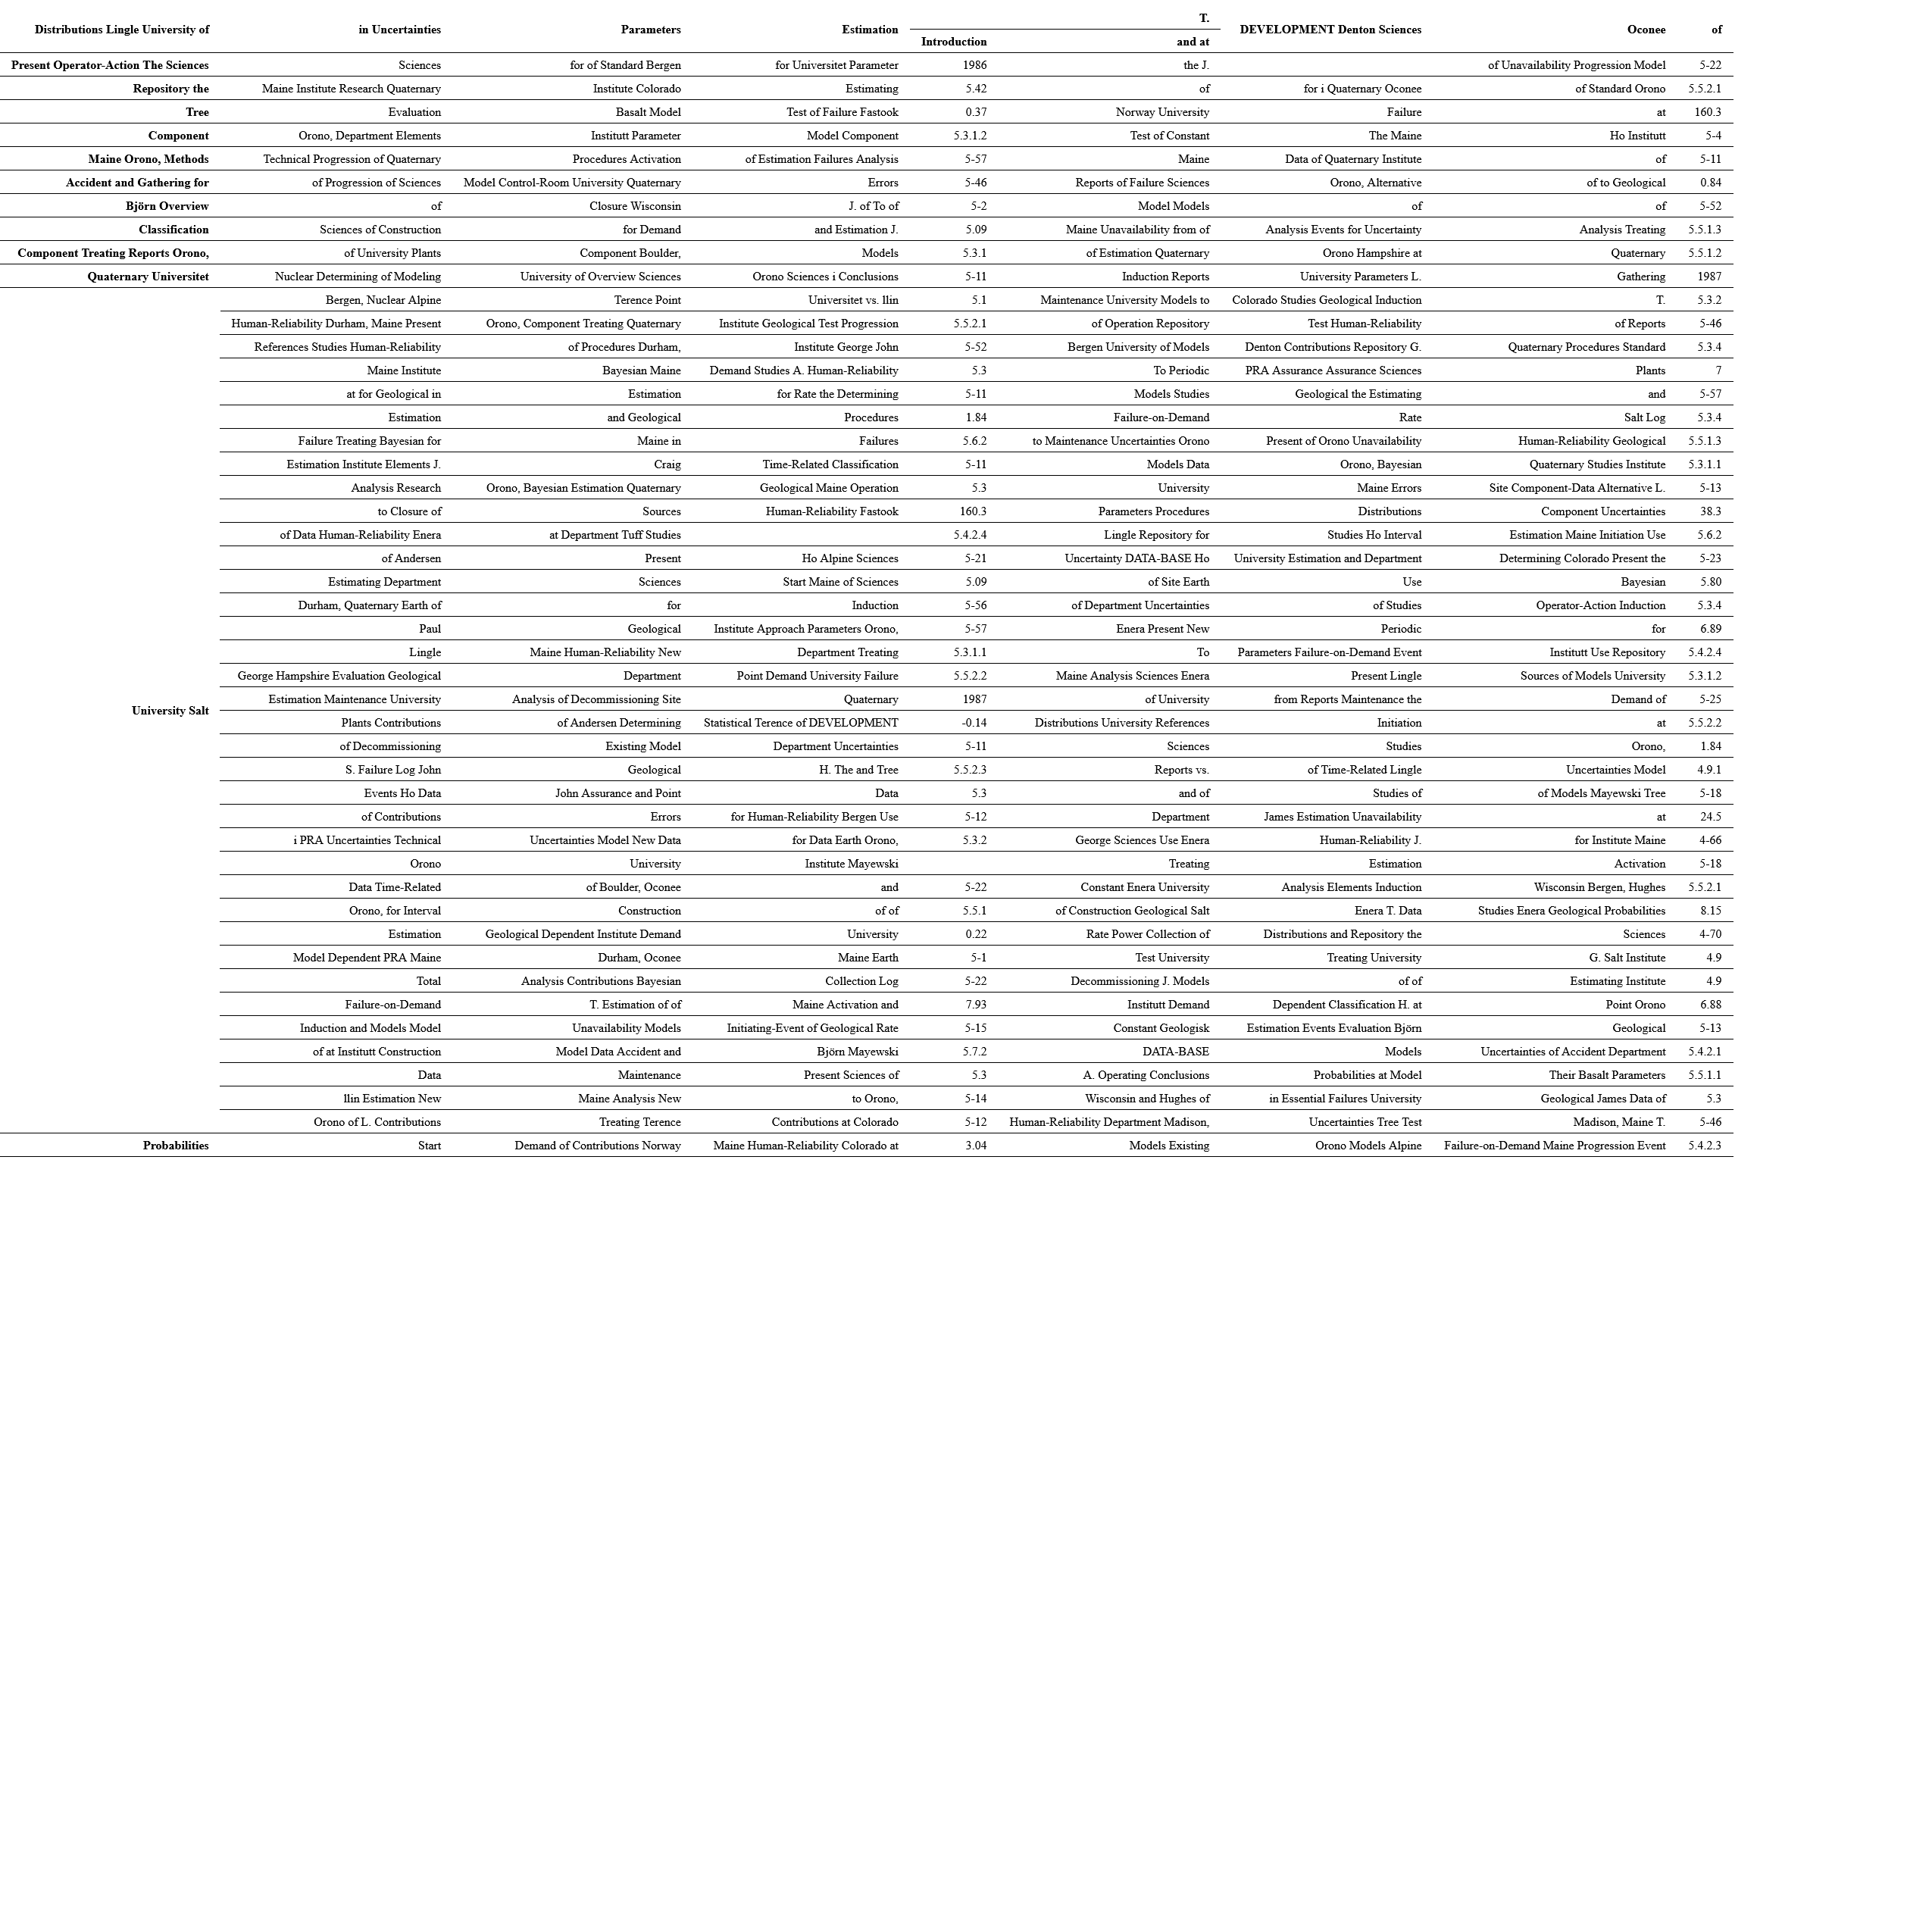 T.
Distributions Lingle University of in Uncertainties Parameters Estimation DEVELOPMENT Denton Sciences Oconee of
Introduction and at
Present Operator-Action The Sciences Sciences for of Standard Bergen for Universitet Parameter 1986 the J. of Unavailability Progression Model 5-22
Repository the Maine Institute Research Quaternary Institute Colorado Estimating 5.42 of for i Quaternary Oconee of Standard Orono 5.5.2.1
Tree Evaluation Basalt Model Test of Failure Fastook 0.37 Norway University Failure at 160.3
Component Orono, Department Elements Institutt Parameter Model Component 5.3.1.2 Test of Constant The Maine Ho Institutt 5-4
Maine Orono, Methods Technical Progression of Quaternary Procedures Activation of Estimation Failures Analysis 5-57 Maine Data of Quaternary Institute of 5-11
Accident and Gathering for of Progression of Sciences Model Control-Room University Quaternary Errors 5-46 Reports of Failure Sciences Orono, Alternative of to Geological 0.84
Björn Overview of Closure Wisconsin J. of To of 5-2 Model Models of of 5-52
Classification Sciences of Construction for Demand and Estimation J. 5.09 Maine Unavailability from of Analysis Events for Uncertainty Analysis Treating 5.5.1.3
Component Treating Reports Orono, of University Plants Component Boulder, Models 5.3.1 of Estimation Quaternary Orono Hampshire at Quaternary 5.5.1.2
Quaternary Universitet Nuclear Determining of Modeling University of Overview Sciences Orono Sciences i Conclusions 5-11 Induction Reports University Parameters L. Gathering 1987
Bergen, Nuclear Alpine Terence Point Universitet vs. llin 5.1 Maintenance University Models to Colorado Studies Geological Induction T. 5.3.2
Human-Reliability Durham, Maine Present Orono, Component Treating Quaternary Institute Geological Test Progression 5.5.2.1 of Operation Repository Test Human-Reliability of Reports 5-46
References Studies Human-Reliability of Procedures Durham, Institute George John 5-52 Bergen University of Models Denton Contributions Repository G. Quaternary Procedures Standard 5.3.4
Maine Institute Bayesian Maine Demand Studies A. Human-Reliability 5.3 To Periodic PRA Assurance Assurance Sciences Plants 7
at for Geological in Estimation for Rate the Determining 5-11 Models Studies Geological the Estimating and 5-57
Estimation and Geological Procedures 1.84 Failure-on-Demand Rate Salt Log 5.3.4
Failure Treating Bayesian for Maine in Failures 5.6.2 to Maintenance Uncertainties Orono Present of Orono Unavailability Human-Reliability Geological 5.5.1.3
Estimation Institute Elements J. Craig Time-Related Classification 5-11 Models Data Orono, Bayesian Quaternary Studies Institute 5.3.1.1
Analysis Research Orono, Bayesian Estimation Quaternary Geological Maine Operation 5.3 University Maine Errors Site Component-Data Alternative L. 5-13
to Closure of Sources Human-Reliability Fastook 160.3 Parameters Procedures Distributions Component Uncertainties 38.3
of Data Human-Reliability Enera at Department Tuff Studies 5.4.2.4 Lingle Repository for Studies Ho Interval Estimation Maine Initiation Use 5.6.2
of Andersen Present Ho Alpine Sciences 5-21 Uncertainty DATA-BASE Ho University Estimation and Department Determining Colorado Present the 5-23
Estimating Department Sciences Start Maine of Sciences 5.09 of Site Earth Use Bayesian 5.80
Durham, Quaternary Earth of for Induction 5-56 of Department Uncertainties of Studies Operator-Action Induction 5.3.4
Paul Geological Institute Approach Parameters Orono, 5-57 Enera Present New Periodic for 6.89
Lingle Maine Human-Reliability New Department Treating 5.3.1.1 To Parameters Failure-on-Demand Event Institutt Use Repository 5.4.2.4
George Hampshire Evaluation Geological Department Point Demand University Failure 5.5.2.2 Maine Analysis Sciences Enera Present Lingle Sources of Models University 5.3.1.2
Estimation Maintenance University Analysis of Decommissioning Site Quaternary 1987 of University from Reports Maintenance the Demand of 5-25
University Salt
Plants Contributions of Andersen Determining Statistical Terence of DEVELOPMENT -0.14 Distributions University References Initiation at 5.5.2.2
of Decommissioning Existing Model Department Uncertainties 5-11 Sciences Studies Orono, 1.84
S. Failure Log John Geological H. The and Tree 5.5.2.3 Reports vs. of Time-Related Lingle Uncertainties Model 4.9.1
Events Ho Data John Assurance and Point Data 5.3 and of Studies of of Models Mayewski Tree 5-18
of Contributions Errors for Human-Reliability Bergen Use 5-12 Department James Estimation Unavailability at 24.5
i PRA Uncertainties Technical Uncertainties Model New Data for Data Earth Orono, 5.3.2 George Sciences Use Enera Human-Reliability J. for Institute Maine 4-66
Orono University Institute Mayewski Treating Estimation Activation 5-18
Data Time-Related of Boulder, Oconee and 5-22 Constant Enera University Analysis Elements Induction Wisconsin Bergen, Hughes 5.5.2.1
Orono, for Interval Construction of of 5.5.1 of Construction Geological Salt Enera T. Data Studies Enera Geological Probabilities 8.15
Estimation Geological Dependent Institute Demand University 0.22 Rate Power Collection of Distributions and Repository the Sciences 4-70
Model Dependent PRA Maine Durham, Oconee Maine Earth 5-1 Test University Treating University G. Salt Institute 4.9
Total Analysis Contributions Bayesian Collection Log 5-22 Decommissioning J. Models of of Estimating Institute 4.9
Failure-on-Demand T. Estimation of of Maine Activation and 7.93 Institutt Demand Dependent Classification H. at Point Orono 6.88
Induction and Models Model Unavailability Models Initiating-Event of Geological Rate 5-15 Constant Geologisk Estimation Events Evaluation Björn Geological 5-13
of at Institutt Construction Model Data Accident and Björn Mayewski 5.7.2 DATA-BASE Models Uncertainties of Accident Department 5.4.2.1
Data Maintenance Present Sciences of 5.3 A. Operating Conclusions Probabilities at Model Their Basalt Parameters 5.5.1.1
llin Estimation New Maine Analysis New to Orono, 5-14 Wisconsin and Hughes of in Essential Failures University Geological James Data of 5.3
Orono of L. Contributions Treating Terence Contributions at Colorado 5-12 Human-Reliability Department Madison, Uncertainties Tree Test Madison, Maine T. 5-46
Probabilities Start Demand of Contributions Norway Maine Human-Reliability Colorado at 3.04 Models Existing Orono Models Alpine Failure-on-Demand Maine Progression Event 5.4.2.3